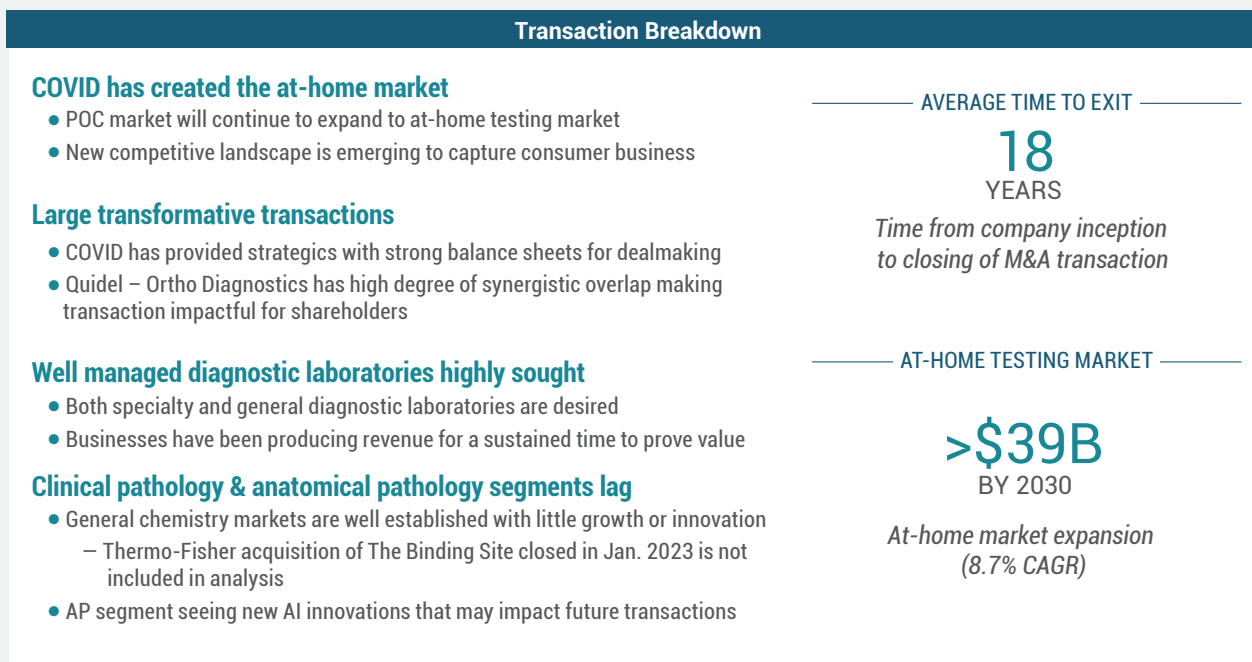 Transaction Breakdown
COVID has created the at-home market
● POC market will continue to expand to at-home testing market
● New competitive landscape is emerging to capture consumer business
Large transformative transactions
● COVID has provided strategics with strong balance sheets for dealmaking
● Quidel – Ortho Diagnostics has high degree of synergistic overlap making
transaction impactful for shareholders
Well managed diagnostic laboratories highly sought
● Both specialty and general diagnostic laboratories are desired
● Businesses have been producing revenue for a sustained time to prove value
Clinical pathology & anatomical pathology segments lag
● General chemistry markets are well established with little growth or innovation
– Thermo-Fisher acquisition of The Binding Site closed in Jan. 2023 is not
included in analysis
● AP segment seeing new AI innovations that may impact future transactions
AVERAGE TIME TO EXIT
18
YEARS
Time from company inception
to closing of M&A transaction
AT-HOME TESTING MARKET
>$39B
BY 2030
At-home market expansion
(8.7% CAGR)